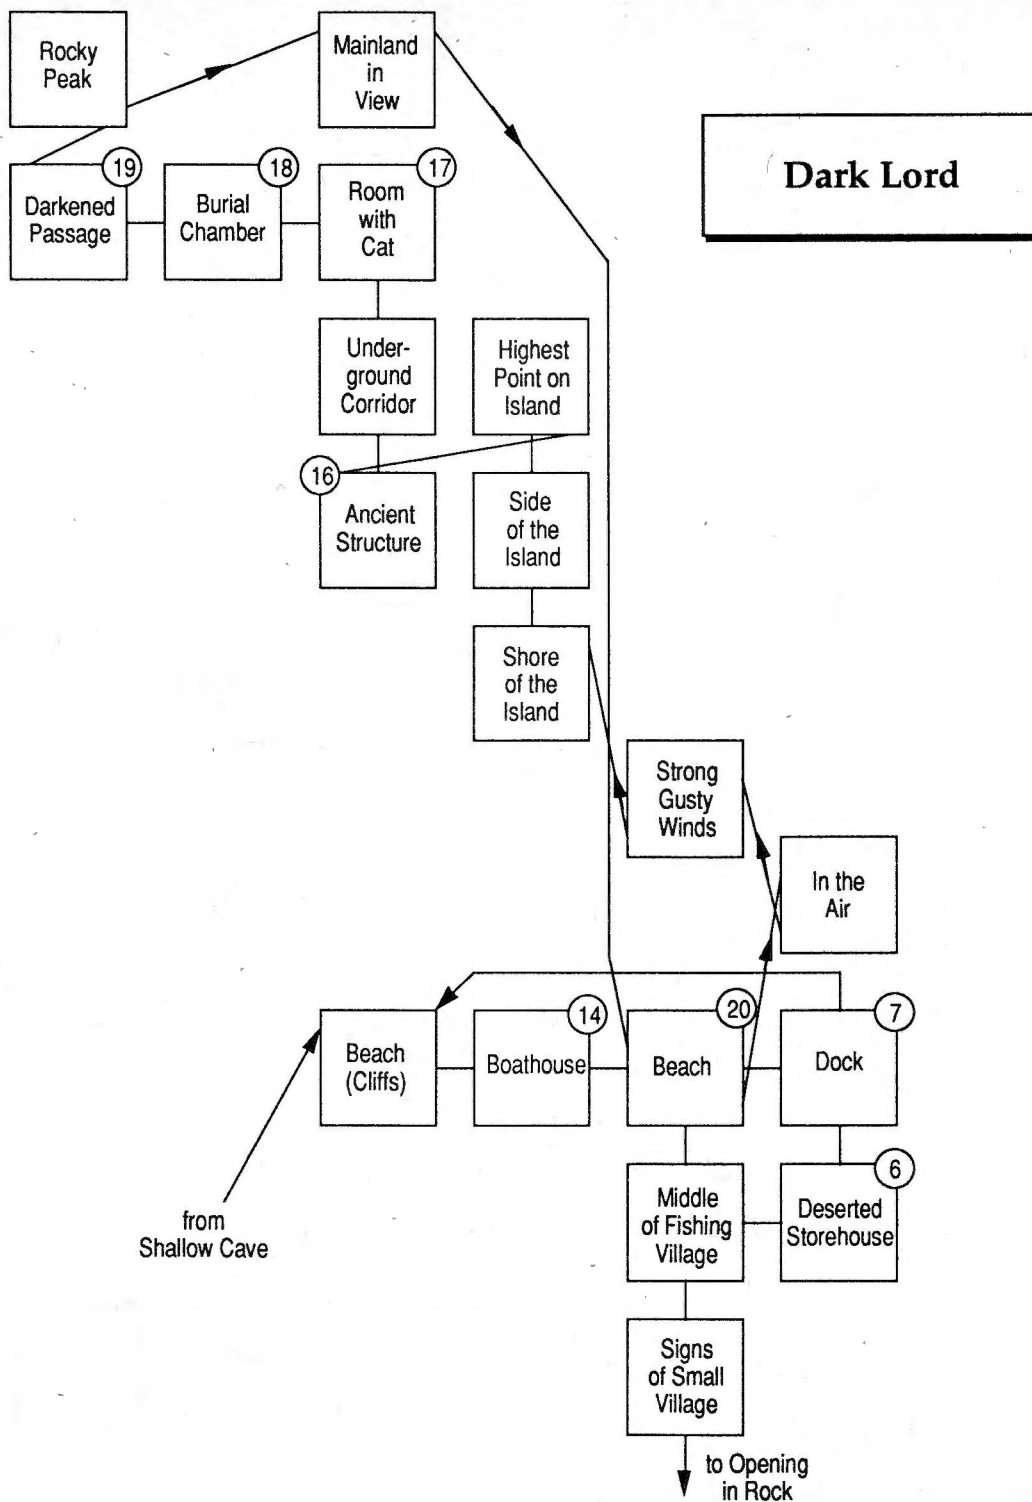 Rocky
Peak
Mainland
in
View
Dark Lord
19
Darkened
Passage
18
Burial
Chamber
17
Room
with
Cat
Under-
ground
Corridor
Highest
Point on
Island
16
Ancient
Structure
Side
of the
Island
Shore
of the
Island
Strong
Gusty
Winds
In the
Air
Beach
(Cliffs)
14
Boathouse
20
Beach
7
Dock
from
Shallow Cave
Middle
of Fishing
Village
6
Deserted
Storehouse
Signs
of Small
Village
to Opening
in Rock